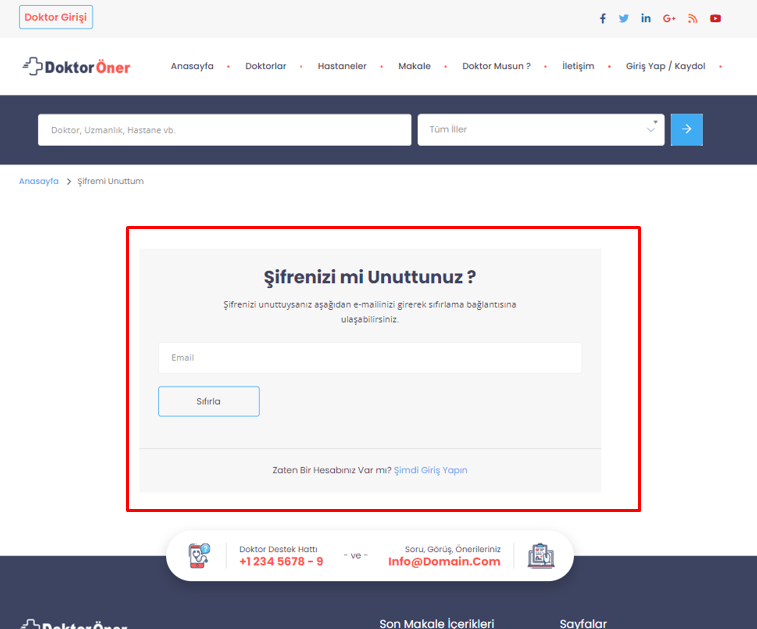 Doktor Girişi
DoktorÖner
Anasayfa
Doktorlar
Hastaneler
Makale
Doktor Musun ?
İletişim
Giriş Yap / Kaydol
Doktor, Uzmanlık, Hastane vb.
Tüm İller
Anasayfa > Şifremi Unuttum
Şifrenizi mi Unuttunuz ?
Şifrenizi unuttuysanız aşağıdan e-mailinizi girerek sıfırlama bağlantısına
ulaşabilirsiniz.
Email
Sıfırla
Zaten Bir Hesabınız Var mı? Şimdi Giriş Yapın
Doktor Destek Hattı
+1 234 5678 - 9
- ve -
Soru, Görüş, Önerileriniz
Info@Domain.Com
DoktorÖner
Son Makale İçerikleri
Sayfalar